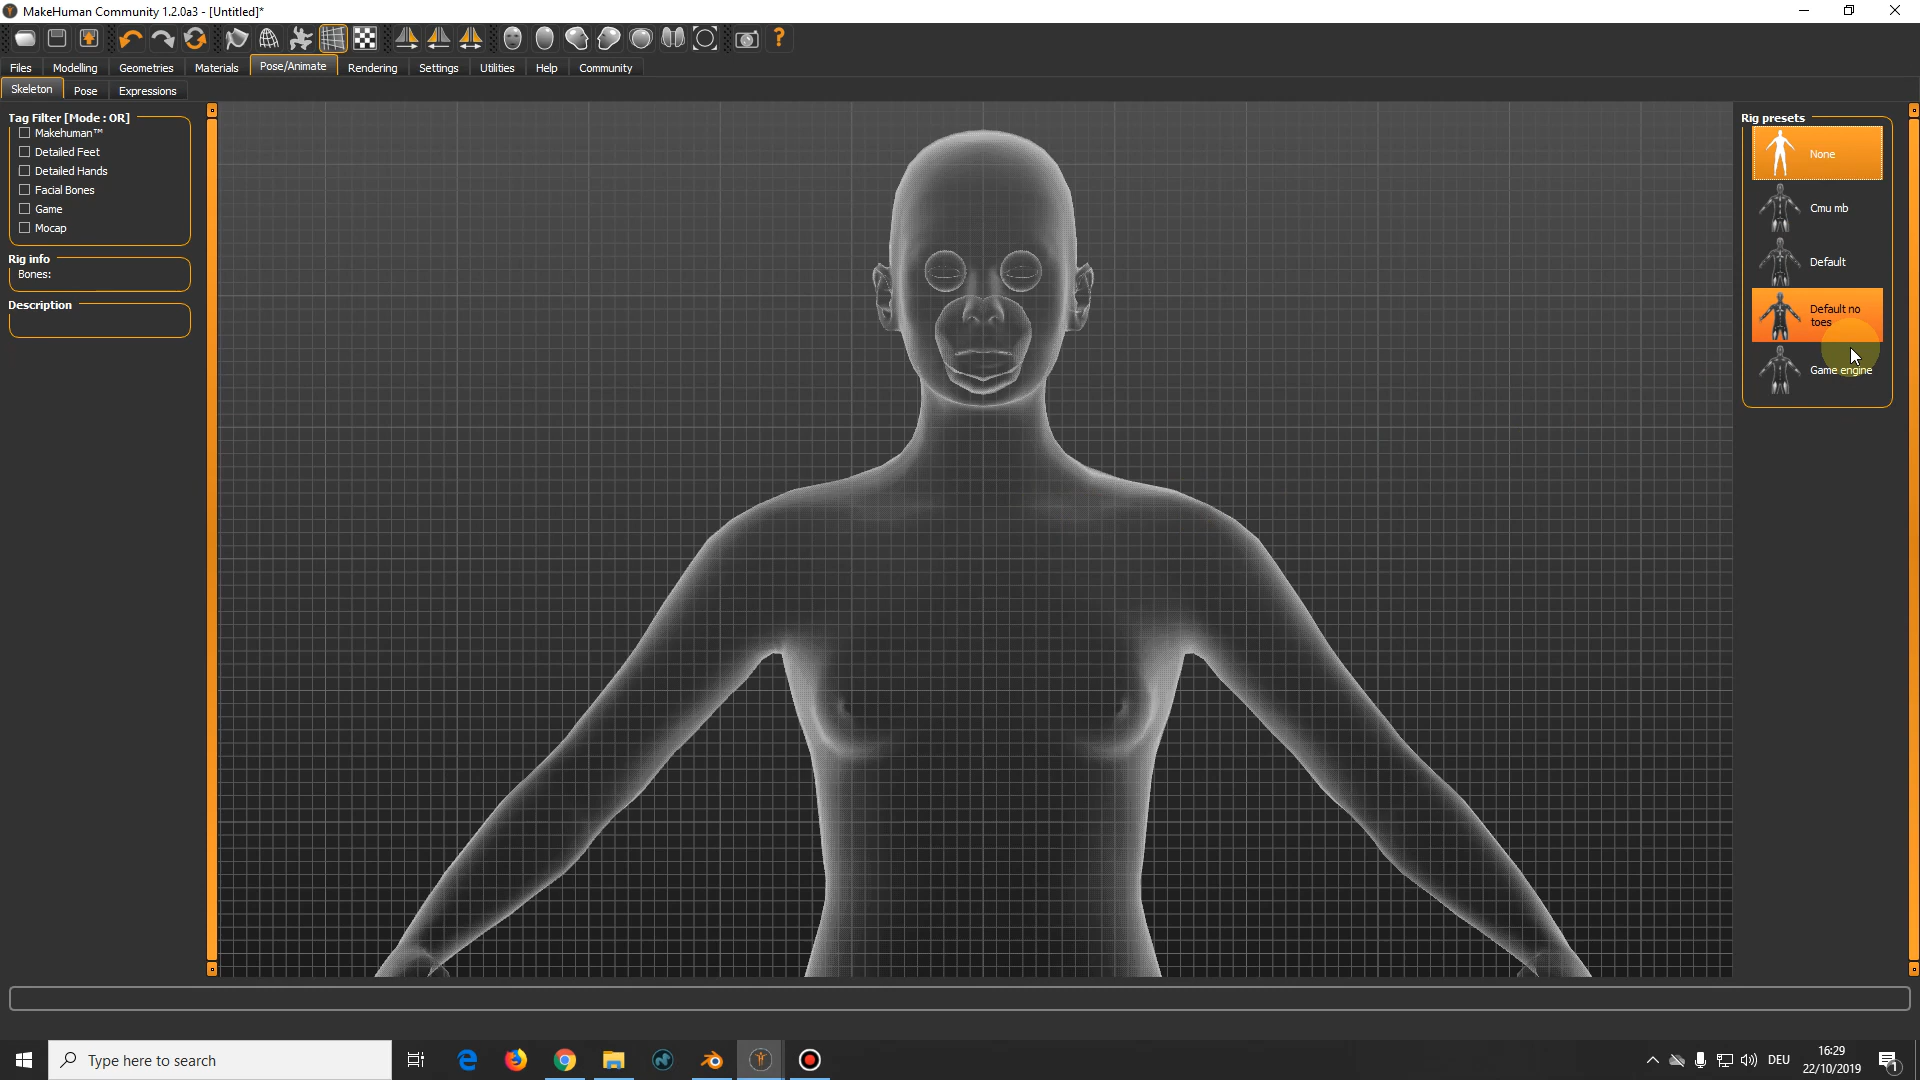 MakeHuman Community 1.2.0a3 - [Untitled]*
Files Modelling Geometries Materials Pose/Animate Rendering Settings Utilities Help Community
Skeleton Pose Expressions
Tag Filter [Mode : OR]
Makehuman™
Detailed Feet
Detailed Hands
Facial Bones
Game
Mocap
Rig info
Bones:
Description
Rig presets
None
Cmu mb
Default
Default no
toes
Game engine
Type here to search
DEU
16:29
22/10/2019
1